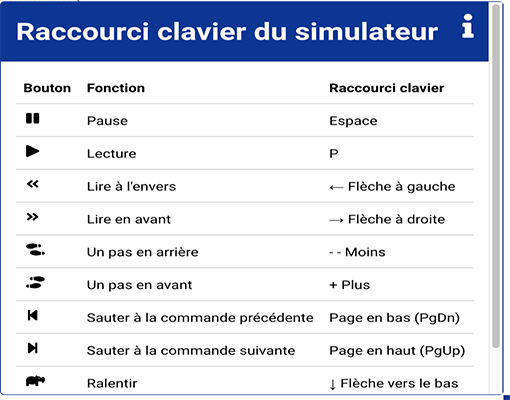 Raccourci clavier du simulateur
Bouton Fonction Raccourci clavier
Pause Espace
Lecture P
Lire à l'envers ← Flèche à gauche
Lire en avant → Flèche à droite
Un pas en arrière - - Moins
Un pas en avant + Plus
Sauter à la commande précédente Page en bas (PgDn)
Sauter à la commande suivante Page en haut (PgUp)
Ralentir ↓ Flèche vers le bas